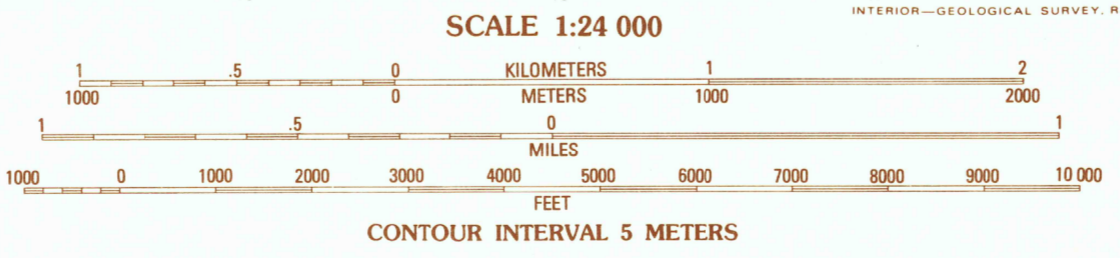 INTERIOR—GEOLOGICAL SURVEY, R
SCALE 1:24 000
1 .5 0 KILOMETERS 1 2
1000 0 METERS 1000 2000
1 .5 0 1
MILES
1000 0 1000 2000 3000 4000 5000 6000 7000 8000 9000 10 000
FEET
CONTOUR INTERVAL 5 METERS